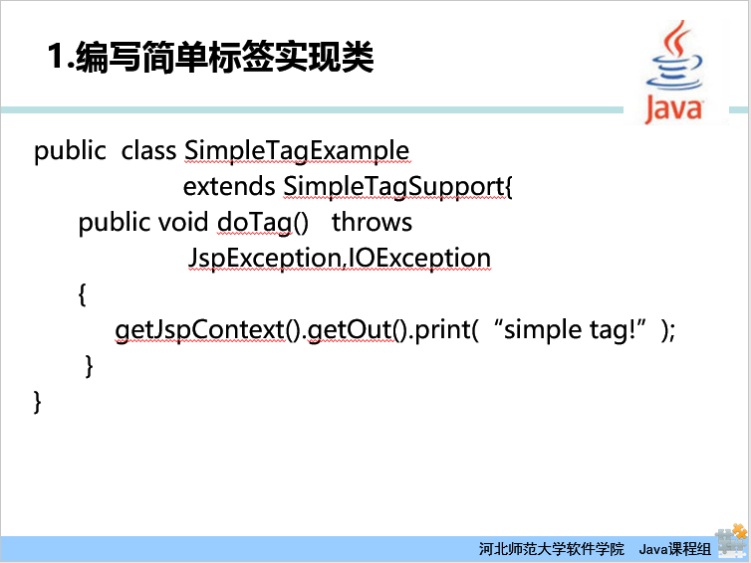 1.编写简单标签实现类
Java
public  class SimpleTagExample
extends SimpleTagSupport{
public void doTag()   throws
JspException,IOException
{
getJspContext().getOut().print(“simple tag!”);
}
}
河北师范大学软件学院   Java课程组